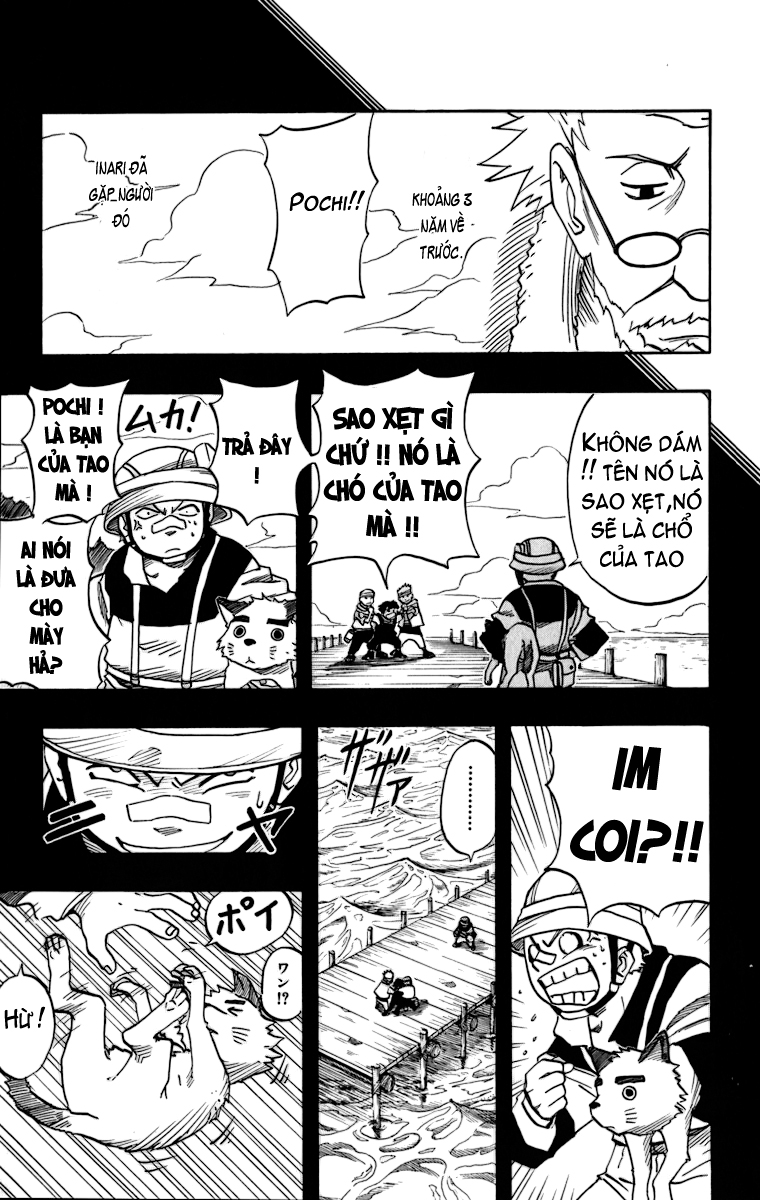 KHOẢNG 3
NĂM VỀ
TRƯỚC.
POCHI!!
INARI ĐÃ
GẶP NGƯỜI
ĐÓ
KHÔNG DÁM
!! TÊN NÓ LÀ
SAO XẸT,NÓ
SẼ LÀ CHỔ
CỦA TAO
SAO XẸT GÌ
CHỨ !! NÓ LÀ
CHÓ CỦA TAO
MÀ !!
TRẢ ĐÂY
!
ムカ!
POCHI !
LÀ BẠN
CỦA TAO
MÀ !
AI NÓI
LÀ ĐƯA
CHO
MÀY
HẢ?
IM
COI?!!
.........
ザザァ
ニヤ
ポイ
ワン!?
HỪ !